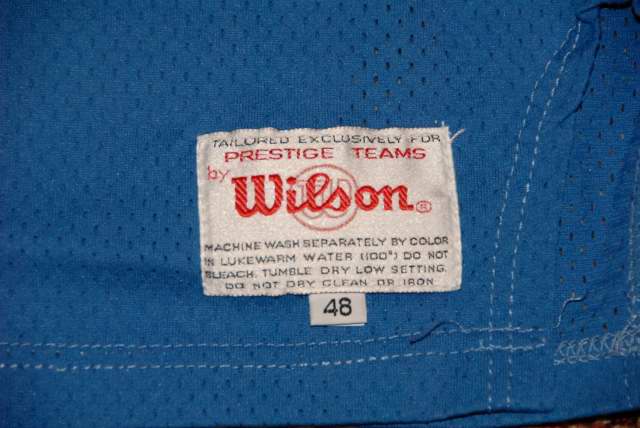 TAILORED EXCLUSIVELY FOR
PRESTIGE TEAMS
by Wilson ®
MACHINE WASH SEPARATELY BY COLOR
IN LUKEWARM WATER (100°) DO NOT
BLEACH. TUMBLE DRY LOW SETTING.
DO NOT DRY CLEAN OR IRON
48